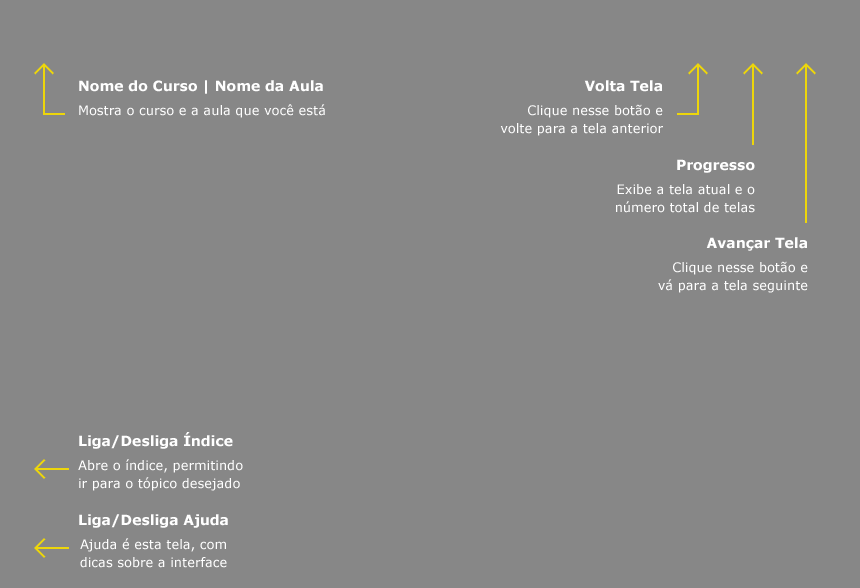 Nome do Curso | Nome da Aula
Mostra o curso e a aula que você está
Volta Tela
Clique nesse botão e
volte para a tela anterior
Progresso
Exibe a tela atual e o
número total de telas
Avançar Tela
Clique nesse botão e
vá para a tela seguinte
Liga/Desliga Índice
Abre o índice, permitindo
ir para o tópico desejado
Liga/Desliga Ajuda
Ajuda é esta tela, com
dicas sobre a interface